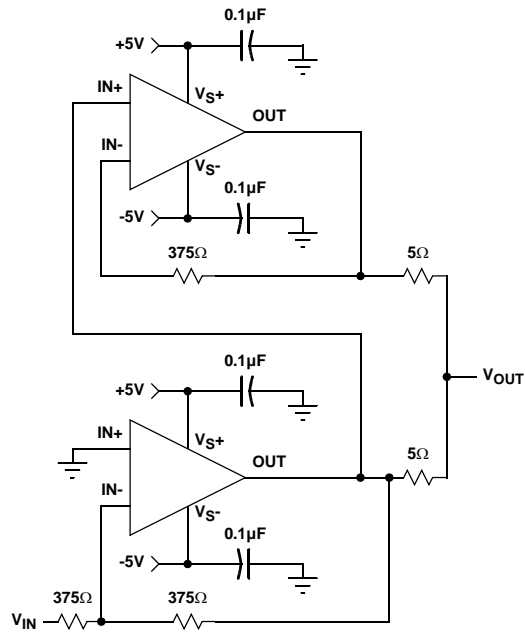 0.1µF
+5V
IN+
VS+
OUT
IN-
VS-
0.1µF
-5V
375Ω
5Ω
0.1µF
+5V
VOUT
IN+
VS+
5Ω
OUT
IN-
VS-
0.1µF
-5V
375Ω
375Ω
VIN